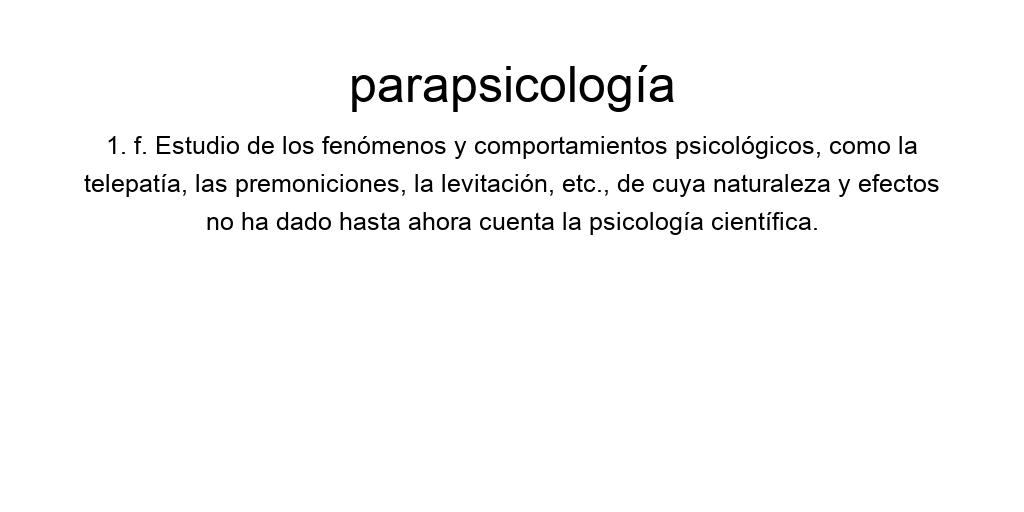 parapsicología
1. f. Estudio de los fenómenos y comportamientos psicológicos, como la
telepatía, las premoniciones, la levitación, etc., de cuya naturaleza y efectos
no ha dado hasta ahora cuenta la psicología científica.